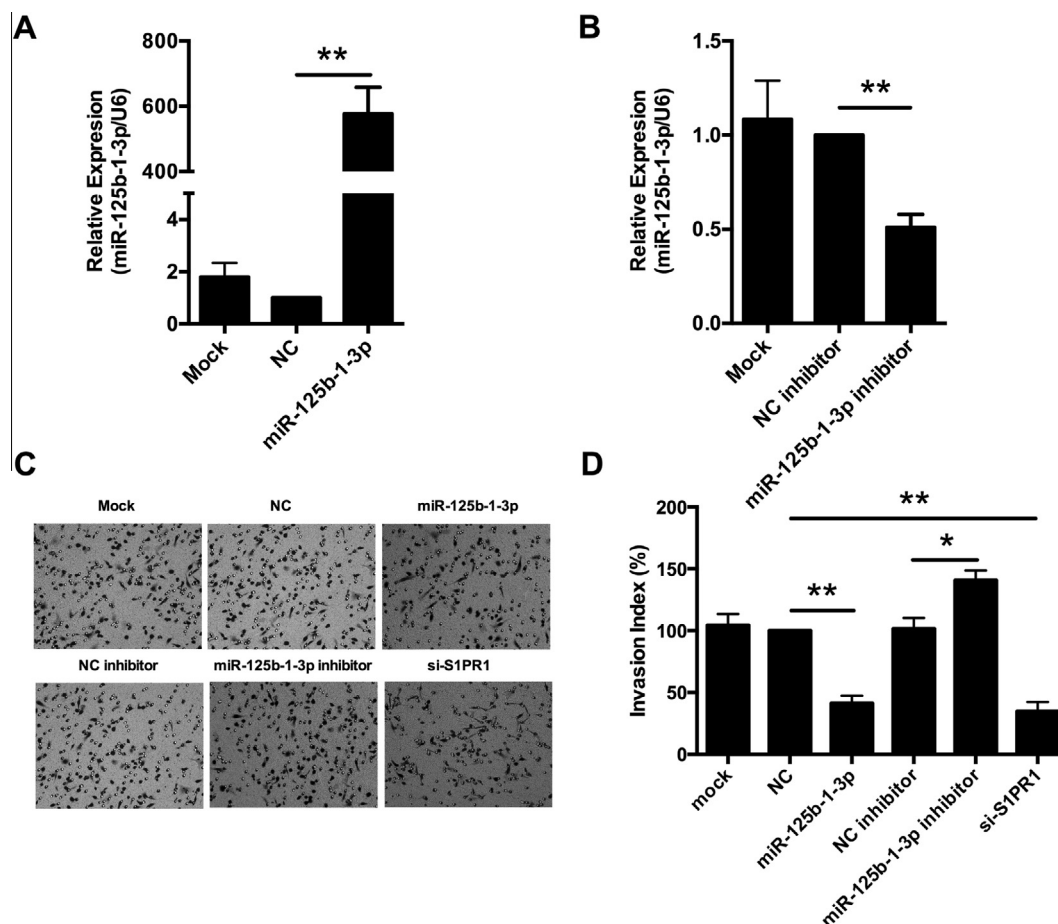 A
Relative Expresion
(miR-125b-1-3p/U6)
800
600
400
4
2
0
**
Mock
NC
miR-125b-1-3p
B
Relative Expresion
(miR-125b-1-3p/U6)
1.5
1.0
0.5
0.0
**
Mock
NC inhibitor
miR-125b-1-3p inhibitor
C
Mock
NC
miR-125b-1-3p
NC inhibitor
miR-125b-1-3p inhibitor
si-S1PR1
D
Invasion Index (%)
200
150
100
50
0
**
**
*
mock
NC
miR-125b-1-3p
NC inhibitor
miR-125b-1-3p inhibitor
si-S1PR1